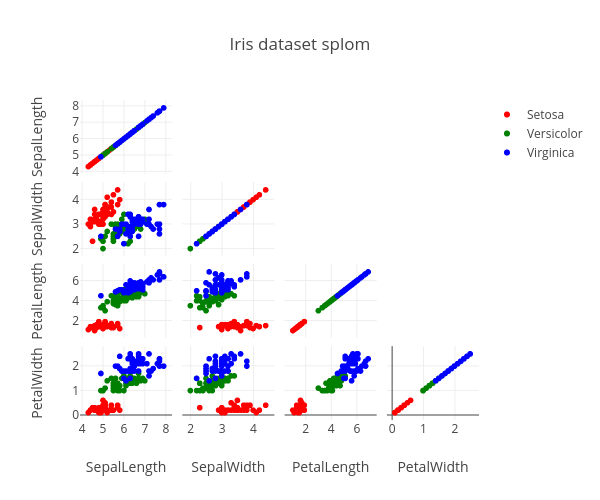 Iris dataset splom
Setosa
Versicolor
Virginica
SepalLength
8
7
6
5
4
SepalWidth
4
3
2
PetalLength
6
4
2
PetalWidth
2
1
0
4 5 6 7 8 2 3 4 2 4 6 0 1 2
SepalLength SepalWidth PetalLength PetalWidth